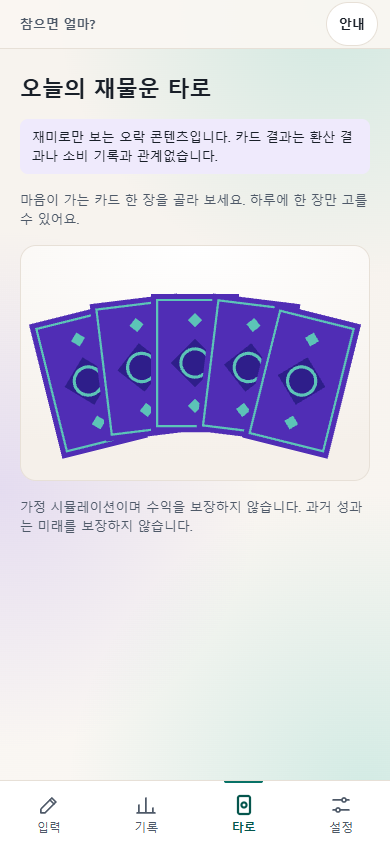 참으면 얼마?
안내
오늘의 재물운 타로
재미로만 보는 오락 콘텐츠입니다. 카드 결과는 환산 결
과나 소비 기록과 관계없습니다.
마음이 가는 카드 한 장을 골라 보세요. 하루에 한 장만 고를
수 있어요.
가정 시뮬레이션이며 수익을 보장하지 않습니다. 과거 성과
는 미래를 보장하지 않습니다.
입력
기록
타로
설정